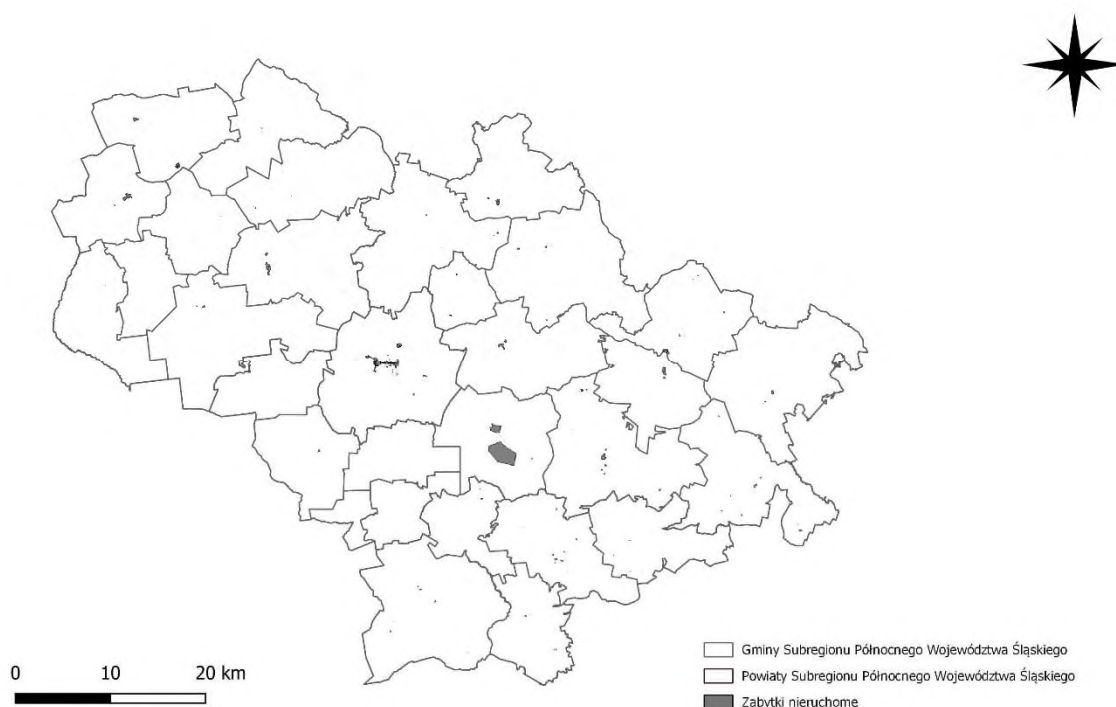 0 10 20 km
Gminy Subregionu Północnego Województwa Śląskiego
Powiaty Subregionu Północnego Województwa Śląskiego
Zabytki nieruchome